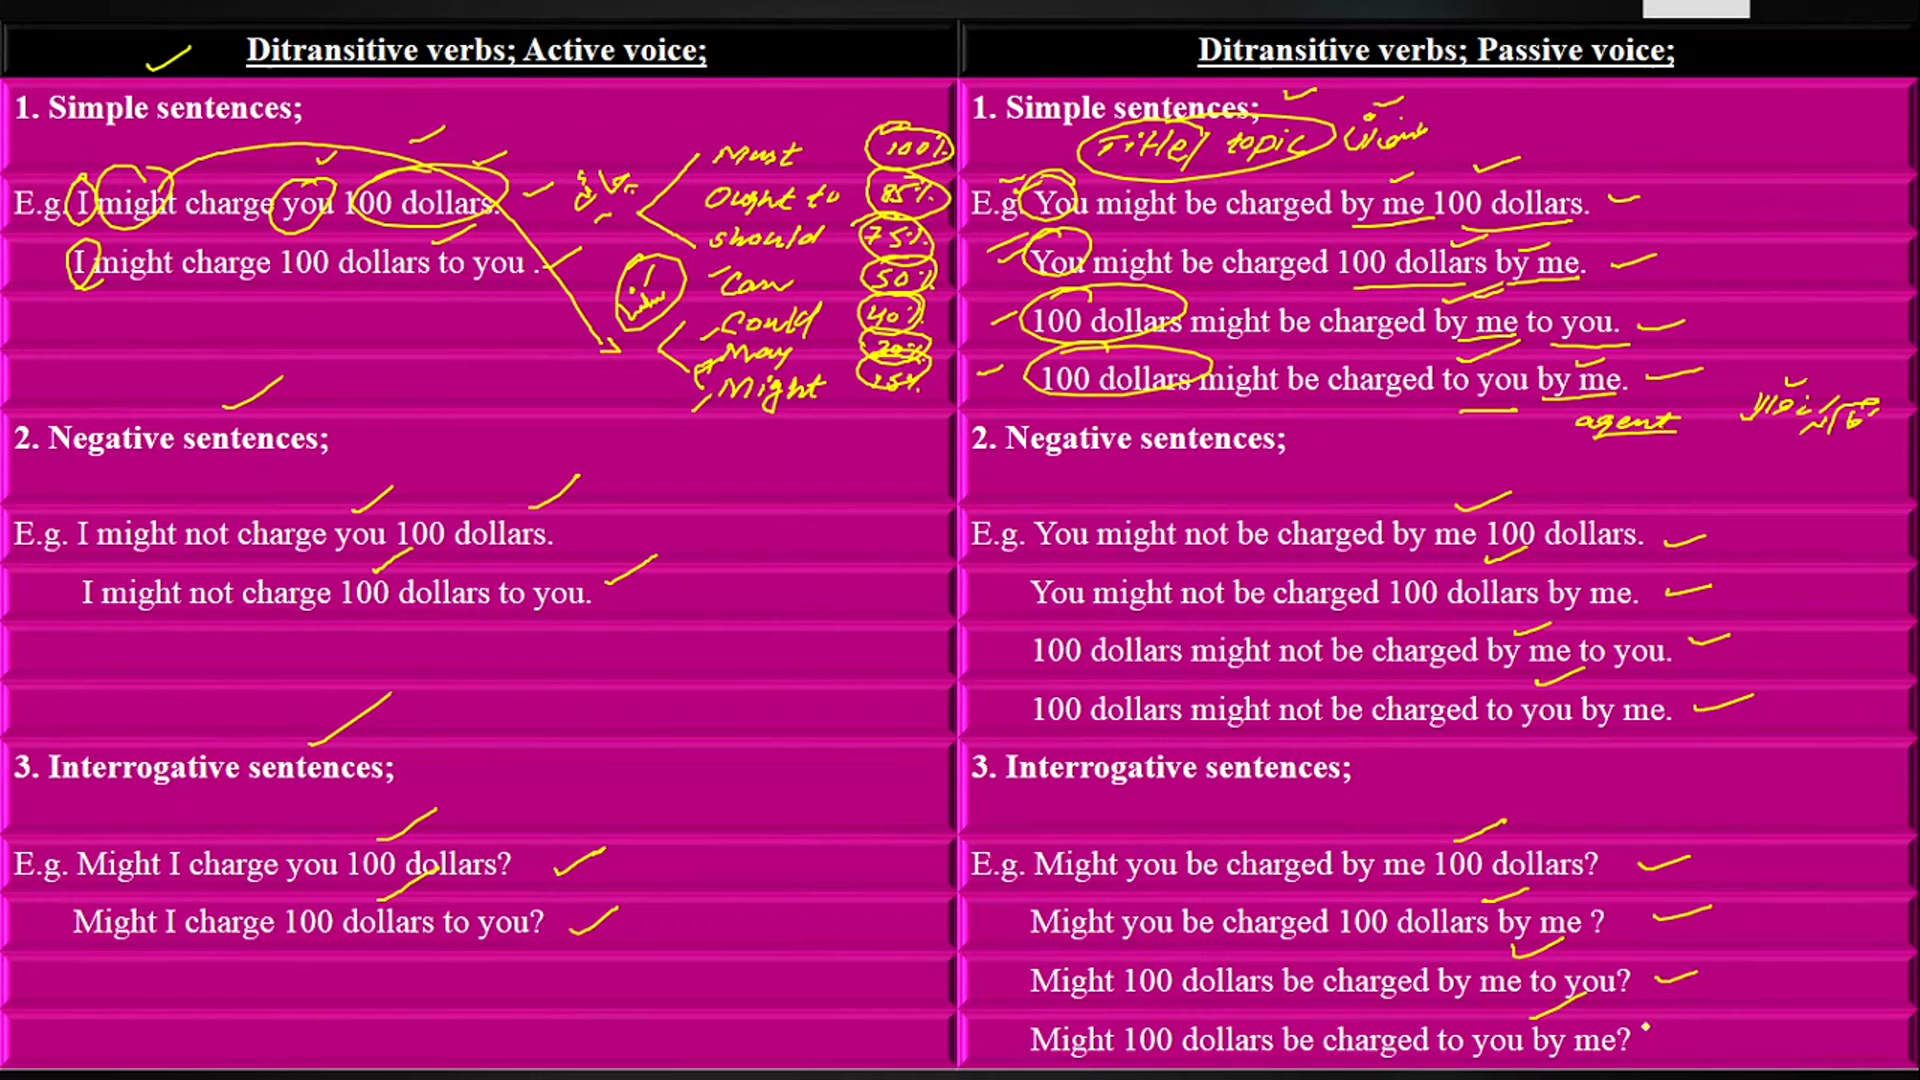 Ditransitive verbs; Active voice;
1. Simple sentences;
E.g. I might charge you 100 dollars.
I might charge 100 dollars to you .
Must 100%
Ought to 85%
should 75%
Can 50%
Could 40%
May
Might
2. Negative sentences;
E.g. I might not charge you 100 dollars.
I might not charge 100 dollars to you.
3. Interrogative sentences;
E.g. Might I charge you 100 dollars?
Might I charge 100 dollars to you?
Ditransitive verbs; Passive voice;
1. Simple sentences;
Title/ topic
E.g. You might be charged by me 100 dollars.
You might be charged 100 dollars by me.
100 dollars might be charged by me to you.
100 dollars might be charged to you by me.
agent
2. Negative sentences;
E.g. You might not be charged by me 100 dollars.
You might not be charged 100 dollars by me.
100 dollars might not be charged by me to you.
100 dollars might not be charged to you by me.
3. Interrogative sentences;
E.g. Might you be charged by me 100 dollars?
Might you be charged 100 dollars by me ?
Might 100 dollars be charged by me to you?
Might 100 dollars be charged to you by me?